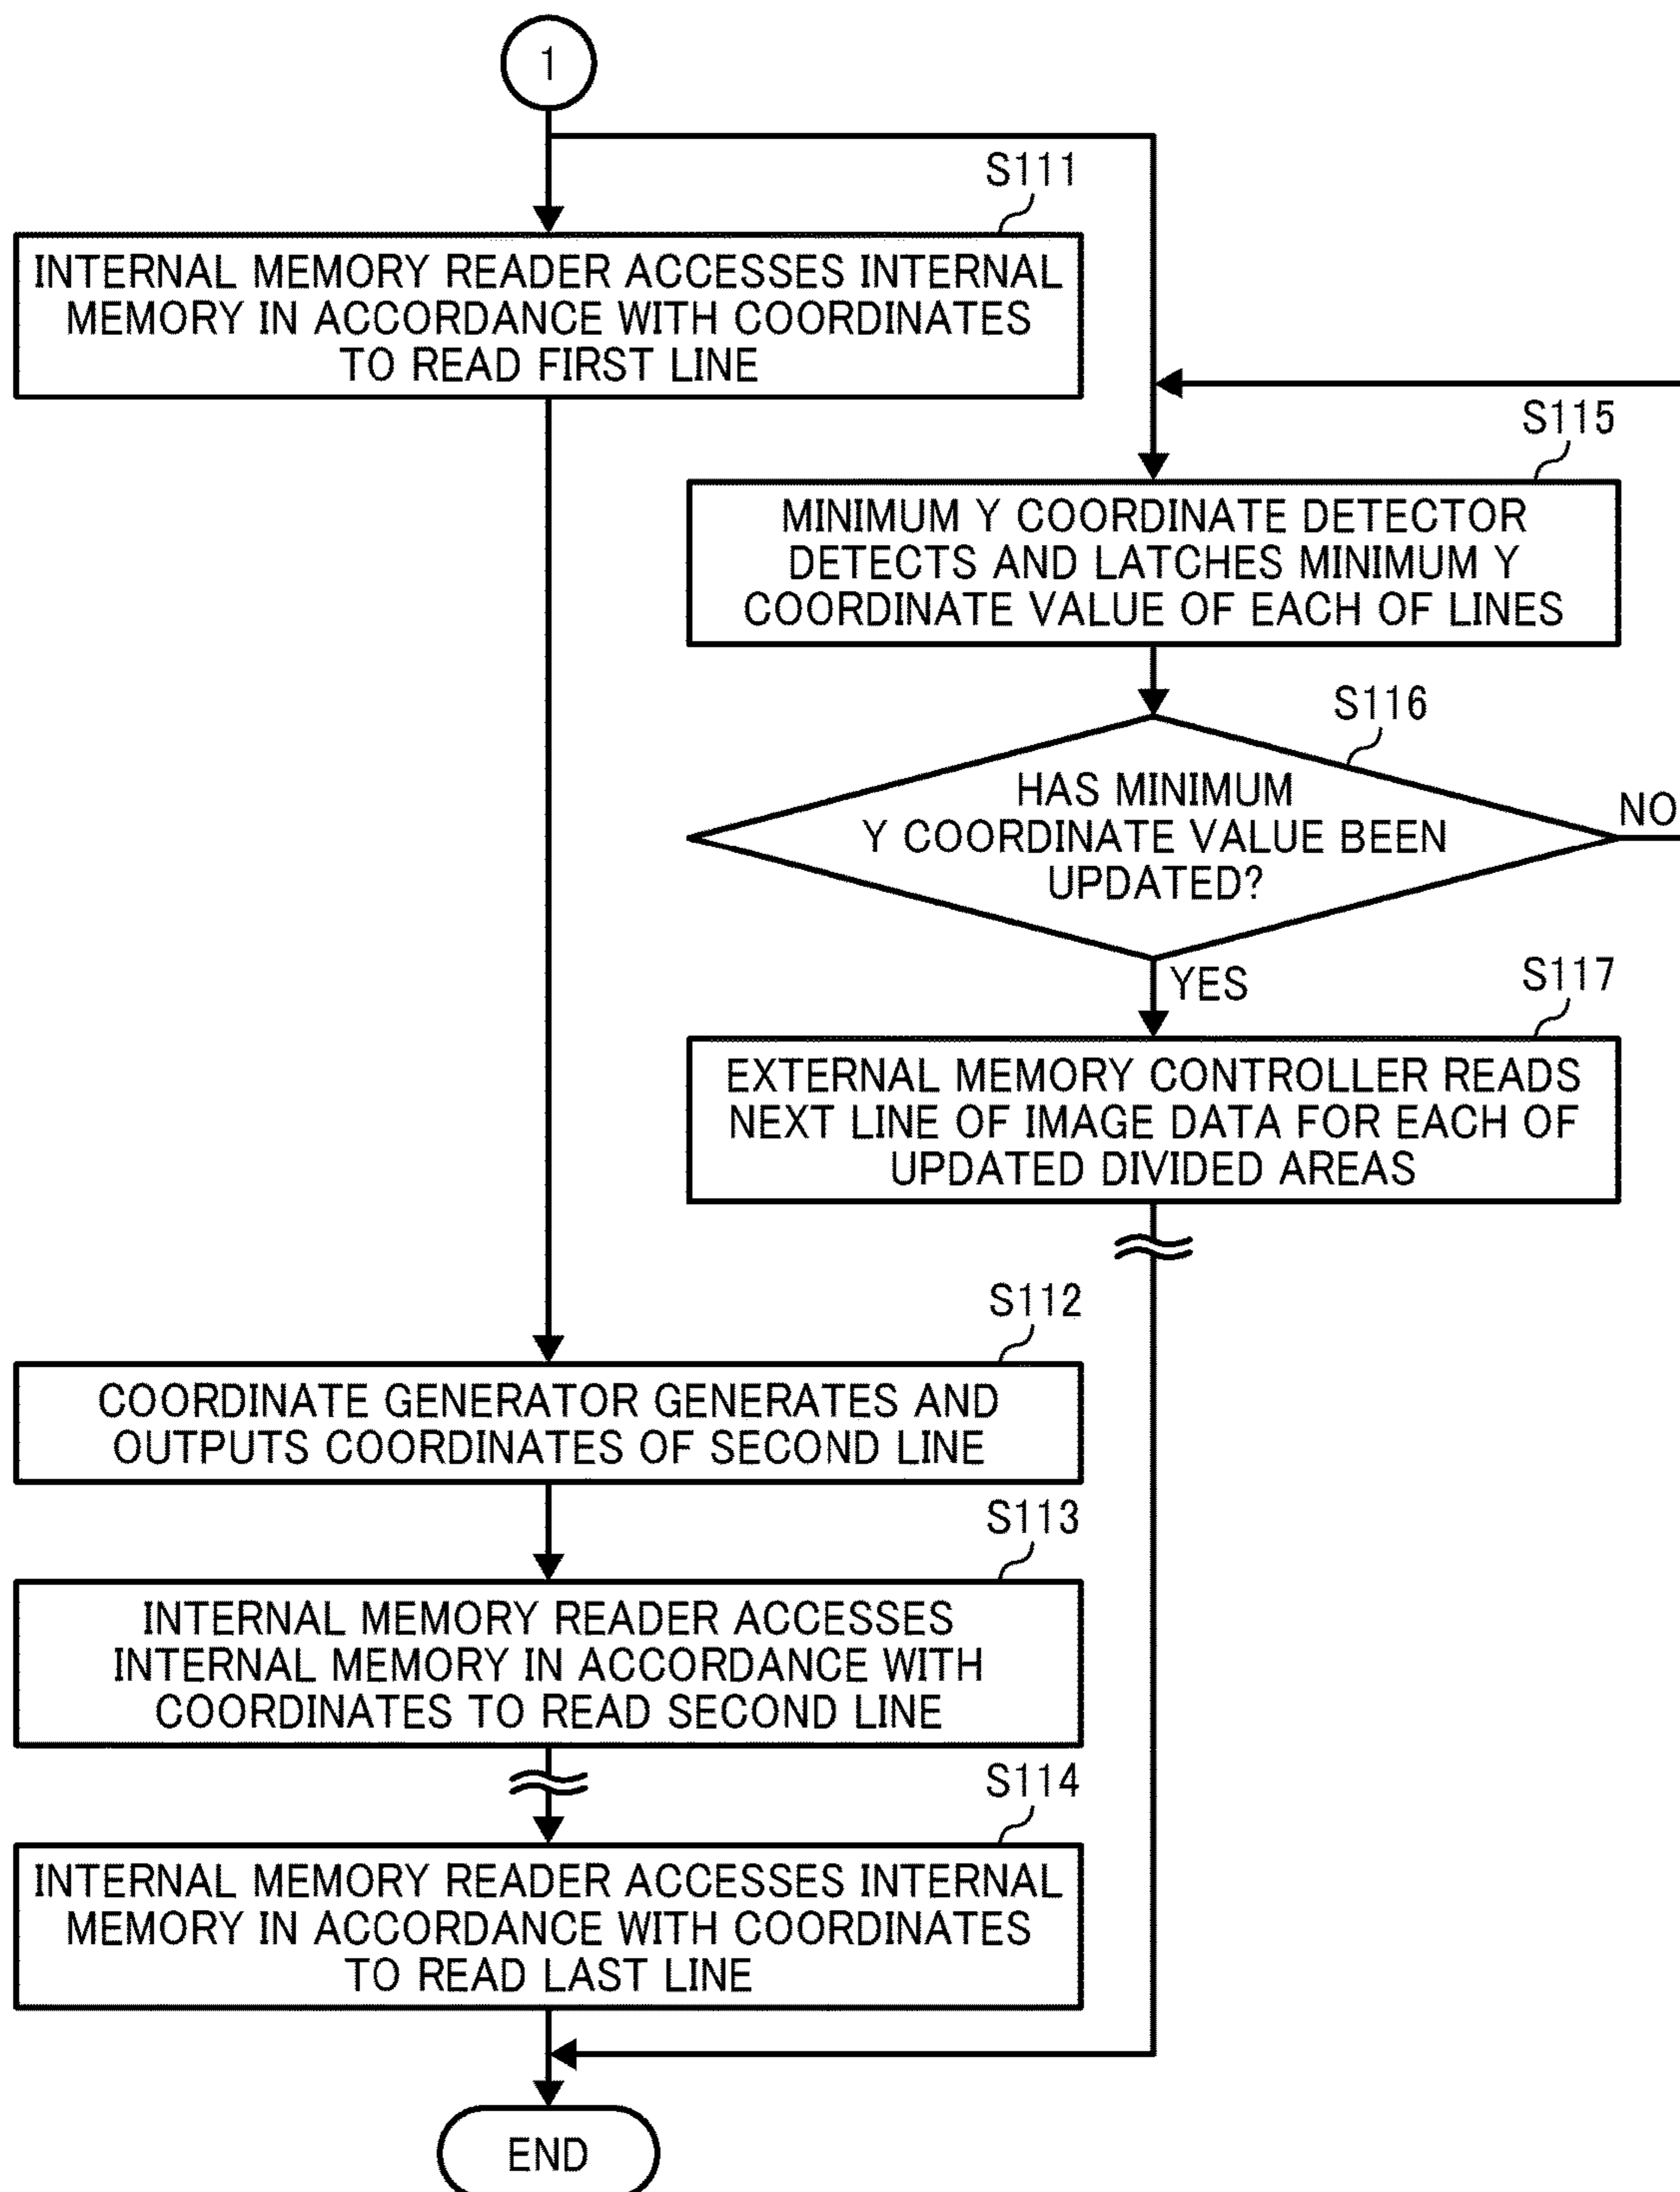 1
S111
INTERNAL MEMORY READER ACCESSES INTERNAL
MEMORY IN ACCORDANCE WITH COORDINATES
TO READ FIRST LINE
S115
MINIMUM Y COORDINATE DETECTOR
DETECTS AND LATCHES MINIMUM Y
COORDINATE VALUE OF EACH OF LINES
S116
HAS MINIMUM
Y COORDINATE VALUE BEEN
UPDATED?
NO
YES
S117
EXTERNAL MEMORY CONTROLLER READS
NEXT LINE OF IMAGE DATA FOR EACH OF
UPDATED DIVIDED AREAS
S112
COORDINATE GENERATOR GENERATES AND
OUTPUTS COORDINATES OF SECOND LINE
S113
INTERNAL MEMORY READER ACCESSES
INTERNAL MEMORY IN ACCORDANCE WITH
COORDINATES TO READ SECOND LINE
S114
INTERNAL MEMORY READER ACCESSES INTERNAL
MEMORY IN ACCORDANCE WITH COORDINATES
TO READ LAST LINE
END